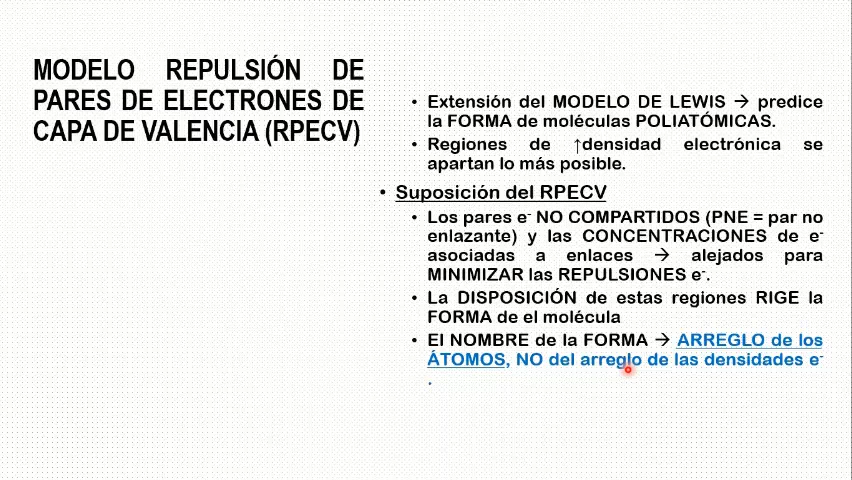 MODELO REPULSIÓN DE
PARES DE ELECTRONES DE
CAPA DE VALENCIA (RPECV)
• Extensión del MODELO DE LEWIS → predice
la FORMA de moléculas POLIATÓMICAS.
• Regiones de ↑densidad electrónica se
apartan lo más posible.
• Suposición del RPECV
• Los pares e⁻ NO COMPARTIDOS (PNE = par no
enlazante) y las CONCENTRACIONES de e⁻
asociadas a enlaces → alejados para
MINIMIZAR las REPULSIONES e⁻.
• La DISPOSICIÓN de estas regiones RIGE la
FORMA de el molécula
• El NOMBRE de la FORMA → ARREGLO de los
ÁTOMOS, NO del arreglo de las densidades e⁻
.